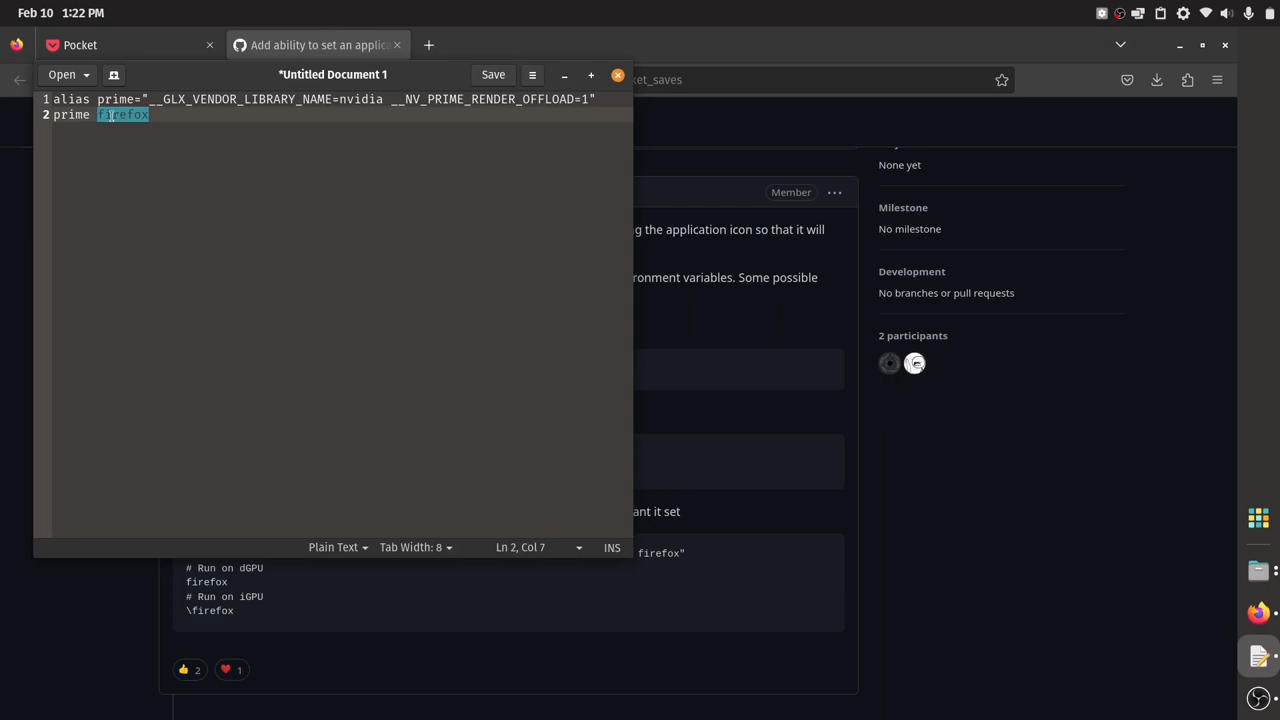 Feb 10 1:22 PM
Pocket
Add ability to set an applica
ket_saves
Open
*Untitled Document 1
Save
1 alias prime="__GLX_VENDOR_LIBRARY_NAME=nvidia __NV_PRIME_RENDER_OFFLOAD=1"
2 prime firefox
None yet
Member
Milestone
No milestone
ng the application icon so that it will
ronment variables. Some possible
Development
No branches or pull requests
2 participants
ant it set
Plain Text
Tab Width: 8
Ln 2, Col 7
INS
firefox"
# Run on dGPU
firefox
# Run on iGPU
\firefox
2
1